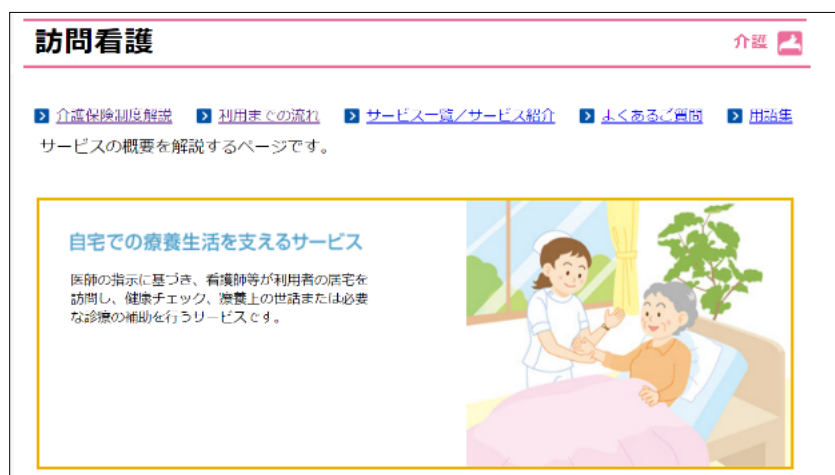 訪問看護
介護
介護保険制度解説 利用までの流れ サービス一覧／サービス紹介 よくあるご質問 用語集
サービスの概要を解説するページです。
自宅での療養生活を支えるサービス
医師の指示に基づき、看護師等が利用者の居宅を
訪問し、健康チェック、療養上の世話または必要
な診療の補助を行うサービスです。